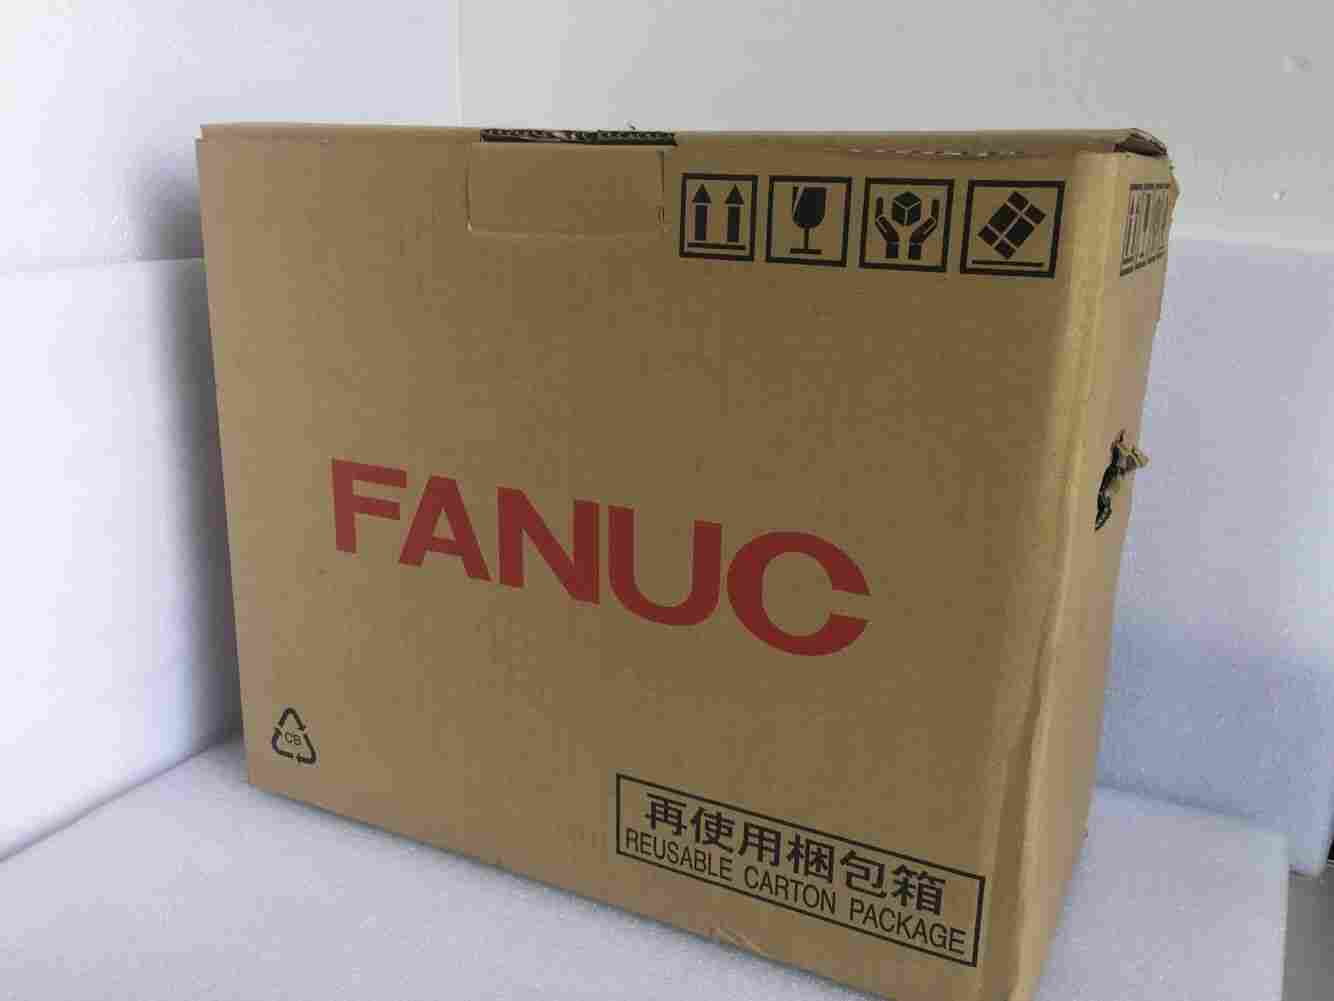 FANUC
CB
再使用梱包箱
REUSABLE CARTON PACKAGE